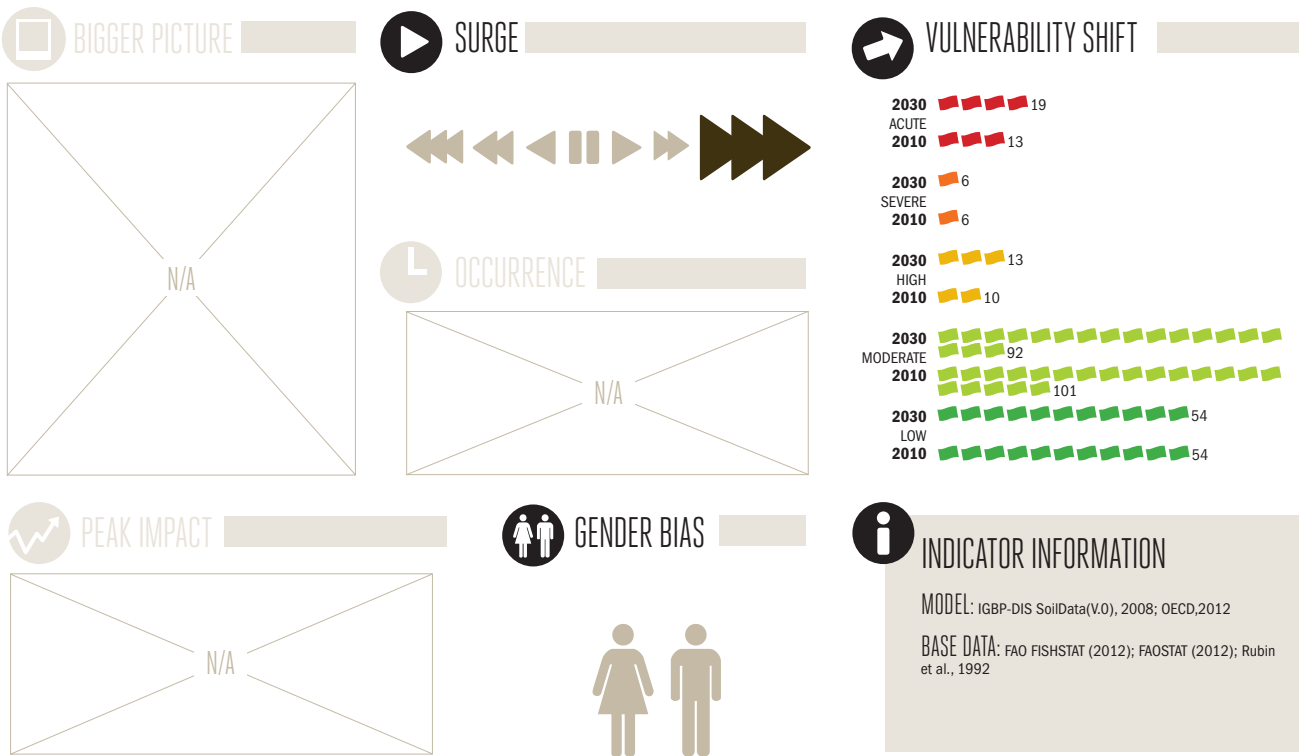 BIGGER PICTURE
N/A
SURGE
OCCURRENCE
N/A
VULNERABILITY SHIFT
2030 19
ACUTE
2010 13
2030 6
SEVERE
2010 6
2030 13
HIGH
2010 10
2030
MODERATE 92
2010
101
2030 54
LOW
2010 54
PEAK IMPACT
N/A
GENDER BIAS
INDICATOR INFORMATION
MODEL: IGBP-DIS SoilData(V.0), 2008; OECD,2012
BASE DATA: FAO FISHSTAT (2012); FAOSTAT (2012); Rubin
et al., 1992